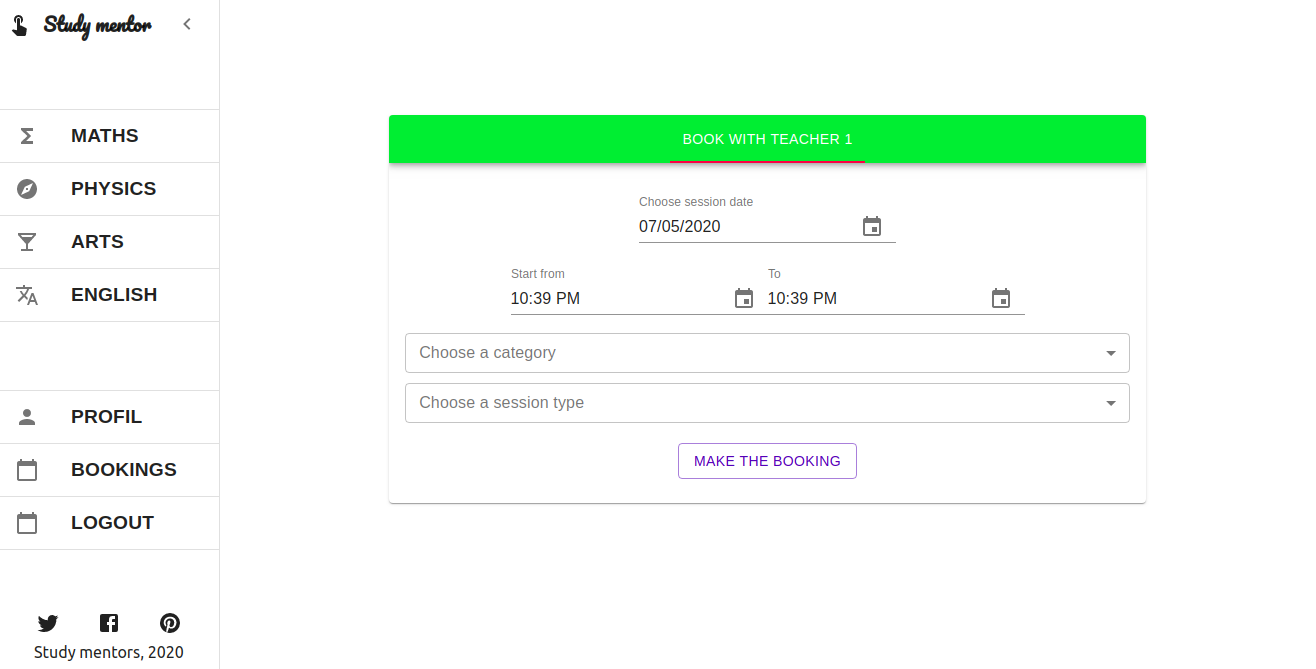 Study mentor
MATHS
PHYSICS
ARTS
ENGLISH
PROFIL
BOOKINGS
LOGOUT
Study mentors, 2020
BOOK WITH TEACHER 1
Choose session date
07/05/2020
Start from To
10:39 PM 10:39 PM
Choose a category
Choose a session type
MAKE THE BOOKING